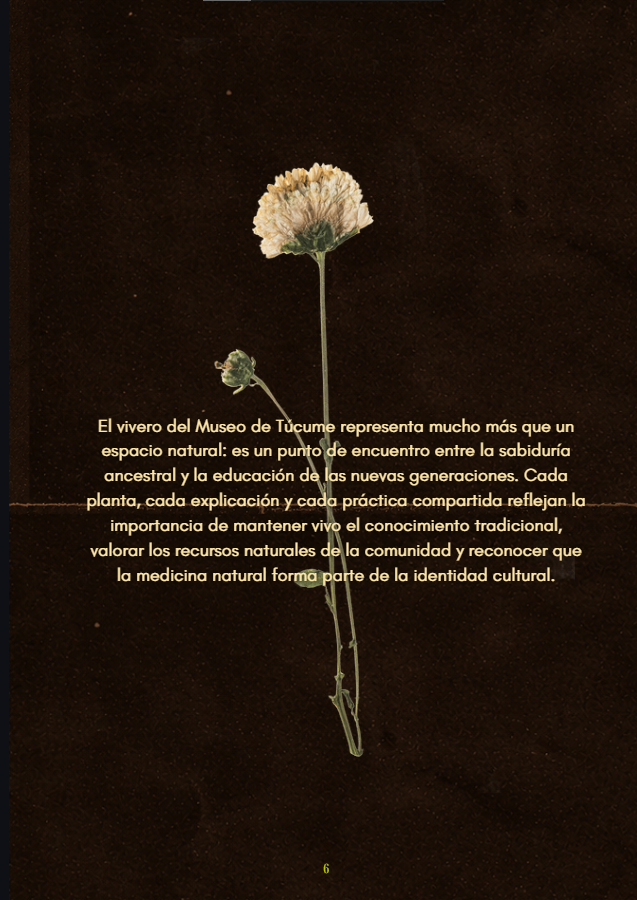 El vivero del Museo de Túcume representa mucho más que un
espacio natural: es un punto de encuentro entre la sabiduría
ancestral y la educación de las nuevas generaciones. Cada
planta, cada explicación y cada práctica compartida reflejan la
importancia de mantener vivo el conocimiento tradicional,
valorar los recursos naturales de la comunidad y reconocer que
la medicina natural forma parte de la identidad cultural.
6